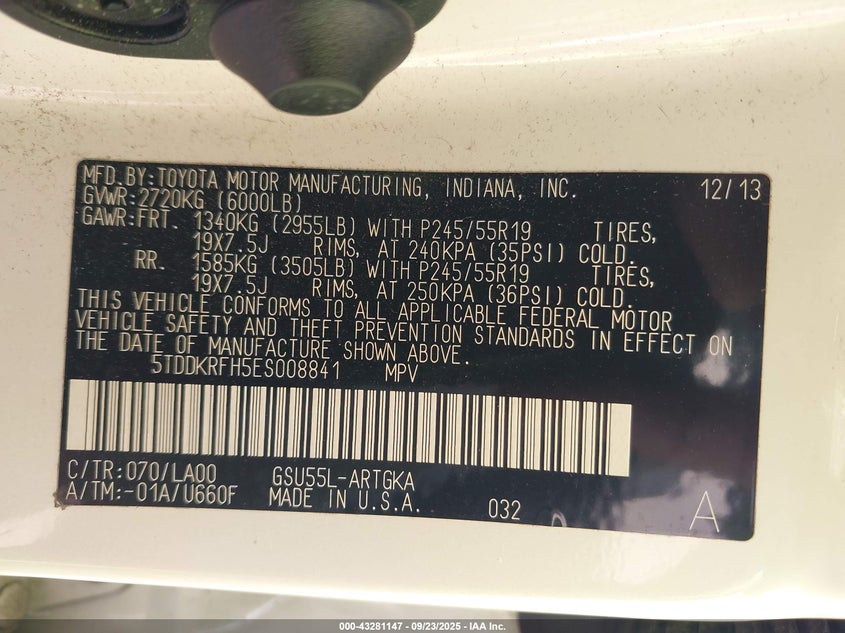 MFD.BY:TOYOTA MOTOR MANUFACTURING, INDIANA, INC. 12/13
GVWR:2720KG (6000LB)
GAWR:FRT. 1340KG (2955LB) WITH P245/55R19 TIRES,
19X7.5J RIMS, AT 240KPA (35PSI) COLD.
RR. 1585KG (3505LB) WITH P245/55R19 TIRES,
19X7.5J RIMS, AT 250KPA (36PSI) COLD.
THIS VEHICLE CONFORMS TO ALL APPLICABLE FEDERAL MOTOR
VEHICLE SAFETY AND THEFT PREVENTION STANDARDS IN EFFECT ON
THE DATE OF MANUFACTURE SHOWN ABOVE.
5TDDKRFH5ES008841 MPV
C/TR:070/LA00 GSU55L-ARTGKA
A/TM:-01A/U660F MADE IN U.S.A. 032 A
000-43281147 - 09/23/2025 - IAA Inc.